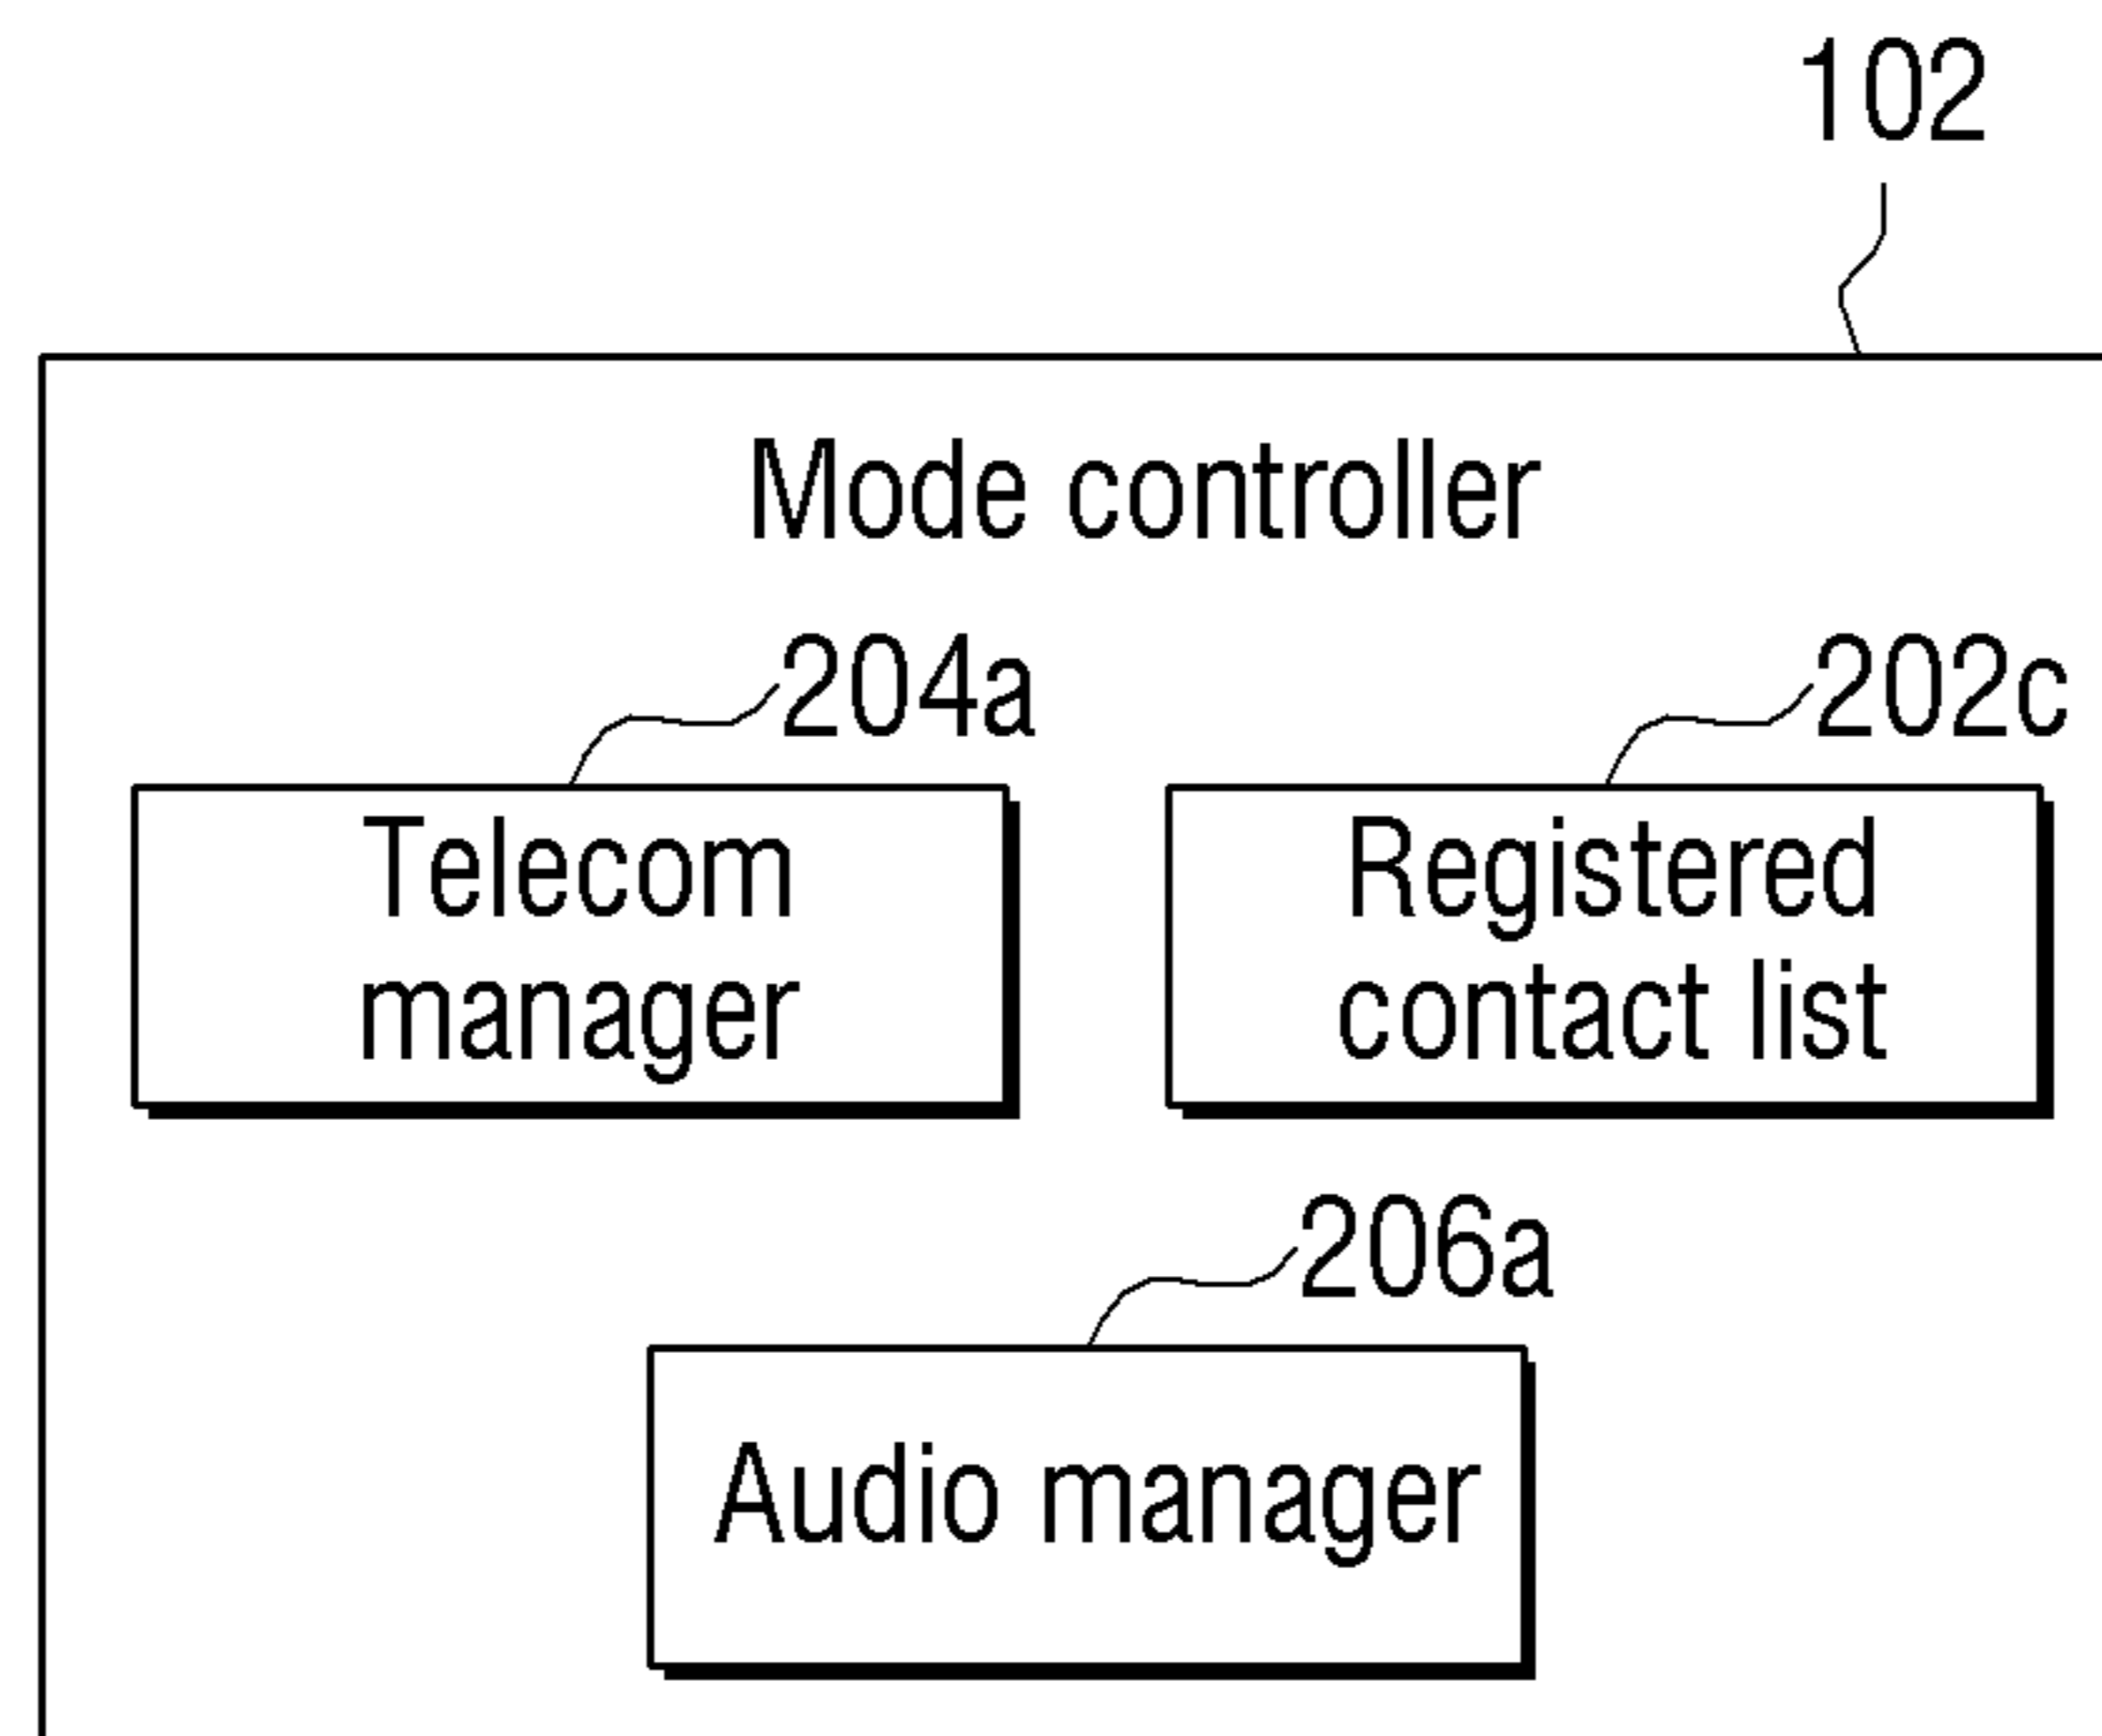 102
Mode controller
204a
202c
Telecom
manager
Registered
contact list
206a
Audio manager